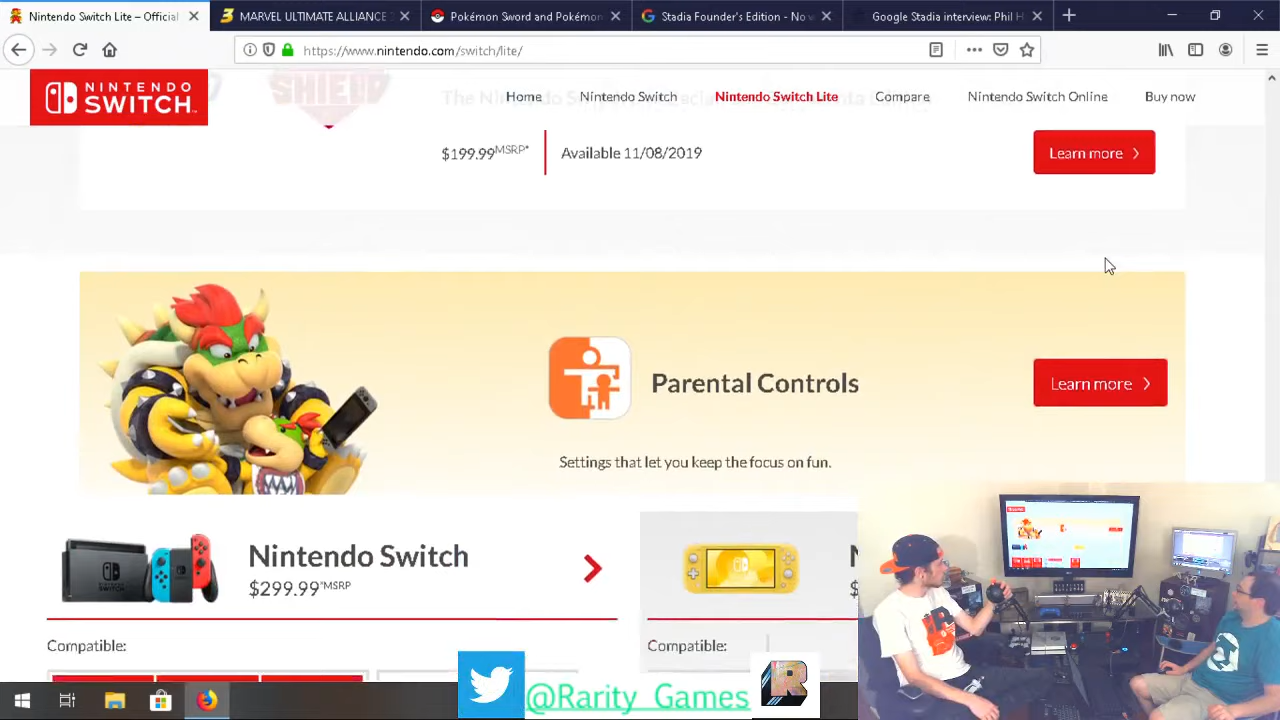 Nintendo Switch Lite – Official
MARVEL ULTIMATE ALLIANCE
Pokémon Sword and Pokémon
Stadia Founder's Edition - No
Google Stadia interview: Phil H
https://www.nintendo.com/switch/lite/
NINTENDO
SWITCH
SHIELD
Home
Nintendo Switch
Nintendo Switch Lite
Compare
Nintendo Switch Online
Buy now
$199.99MSRP*
Available 11/08/2019
Learn more
Parental Controls
Learn more
Settings that let you keep the focus on fun.
Nintendo Switch
$299.99*MSRP
Compatible:
Compatible:
@Rarity_Games